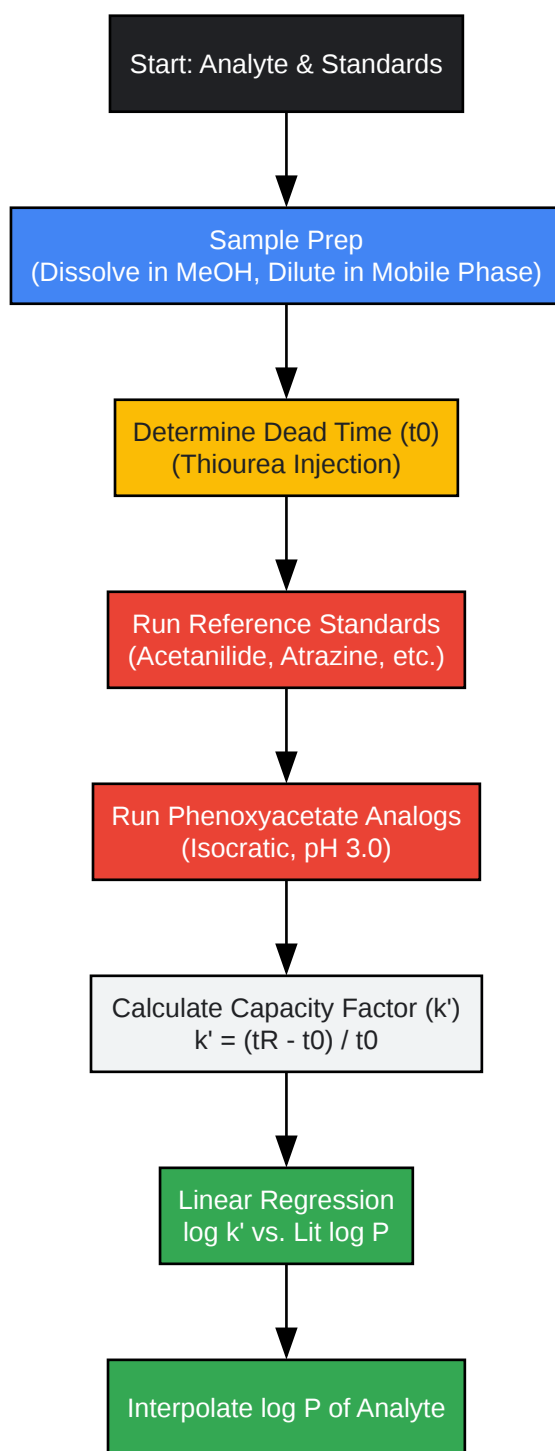 Start: Analyte & Standards
Sample Prep
(Dissolve in MeOH, Dilute in Mobile Phase)
Determine Dead Time (t0)
(Thiourea Injection)
Run Reference Standards
(Acetanilide, Atrazine, etc.)
Run Phenoxyacetate Analogs
(Isocratic, pH 3.0)
Calculate Capacity Factor (k')
k' = (tR - t0) / t0
Linear Regression
log k' vs. Lit log P
Interpolate log P of Analyte